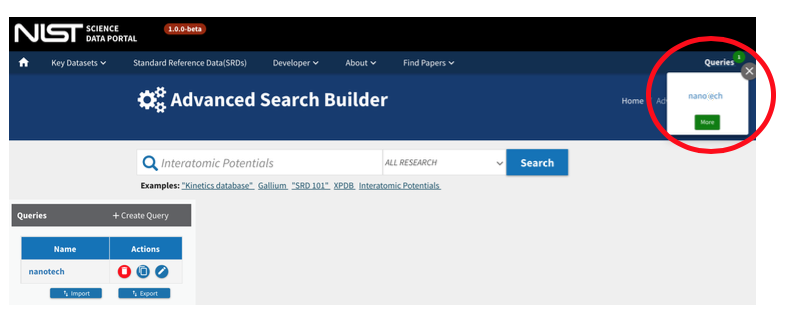 NIST SCIENCE DATA PORTAL 1.0.0-beta
Key Datasets Standard Reference Data(SRDs) Developer About Find Papers Queries 1
Advanced Search Builder
Home
nanotech
More
Interatomic Potentials ALL RESEARCH Search
Examples: "Kinetics database" Gallium "SRD 101" XPDB Interatomic Potentials
Queries + Create Query
Name Actions
nanotech
Import Export